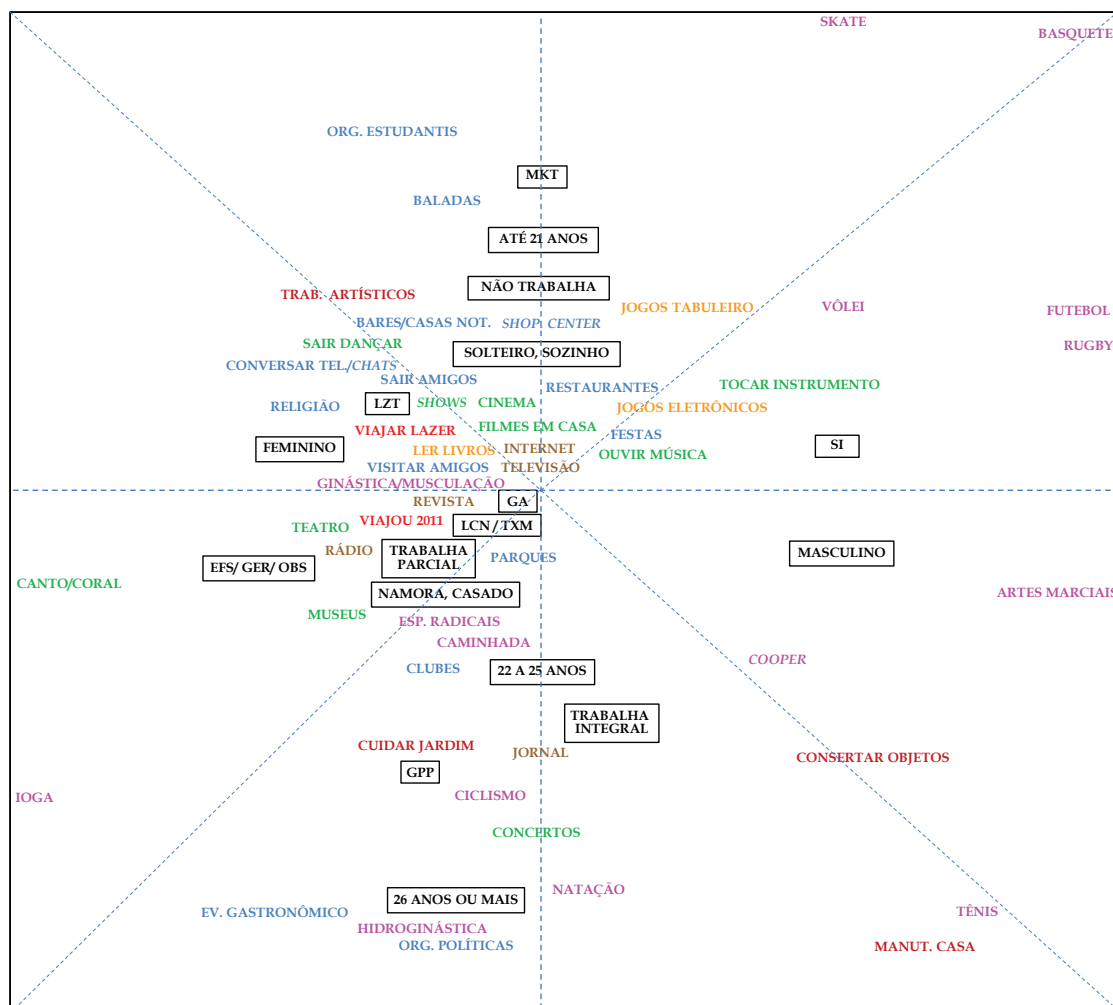 SKATE
BASQUETE
ORG. ESTUDANTIS
MKT
BALADAS
ATÉ 21 ANOS
NÃO TRABALHA
TRAB. ARTÍSTICOS
JOGOS TABULEIRO
VÔLEI
FUTEBOL
BARES/CASAS NOT.
SHOP. CENTER
SAIR DANÇAR
RUGBY
SOLTEIRO, SOZINHO
CONVERSAR TEL./CHATS
SAIR AMIGOS
RESTAURANTES
TOCAR INSTRUMENTO
RELIGIÃO
LZT
SHOWS
CINEMA
JOGOS ELETRÔNICOS
VIAJAR LAZER
FILMES EM CASA
FESTAS
FEMININO
LER LIVROS
INTERNET
OUVIR MÚSICA
SI
VISITAR AMIGOS
TELEVISÃO
GINÁSTICA/MUSCULAÇÃO
REVISTA
GA
TEATRO
VIAJOU 2011
LCN / TXM
RÁDIO
TRABALHA
PARCIAL
PARQUES
MASCULINO
EFS/ GER/ OBS
CANTO/CORAL
NAMORA, CASADO
ARTES MARCIAIS
MUSEUS
ESP. RADICAIS
CAMINHADA
COOPER
CLUBES
22 A 25 ANOS
TRABALHA
INTEGRAL
CUIDAR JARDIM
JORNAL
CONSERTAR OBJETOS
GPP
IOGA
CICLISMO
CONCERTOS
NATAÇÃO
26 ANOS OU MAIS
EV. GASTRONÔMICO
TÊNIS
HIDROGINÁSTICA
ORG. POLÍTICAS
MANUT. CASA